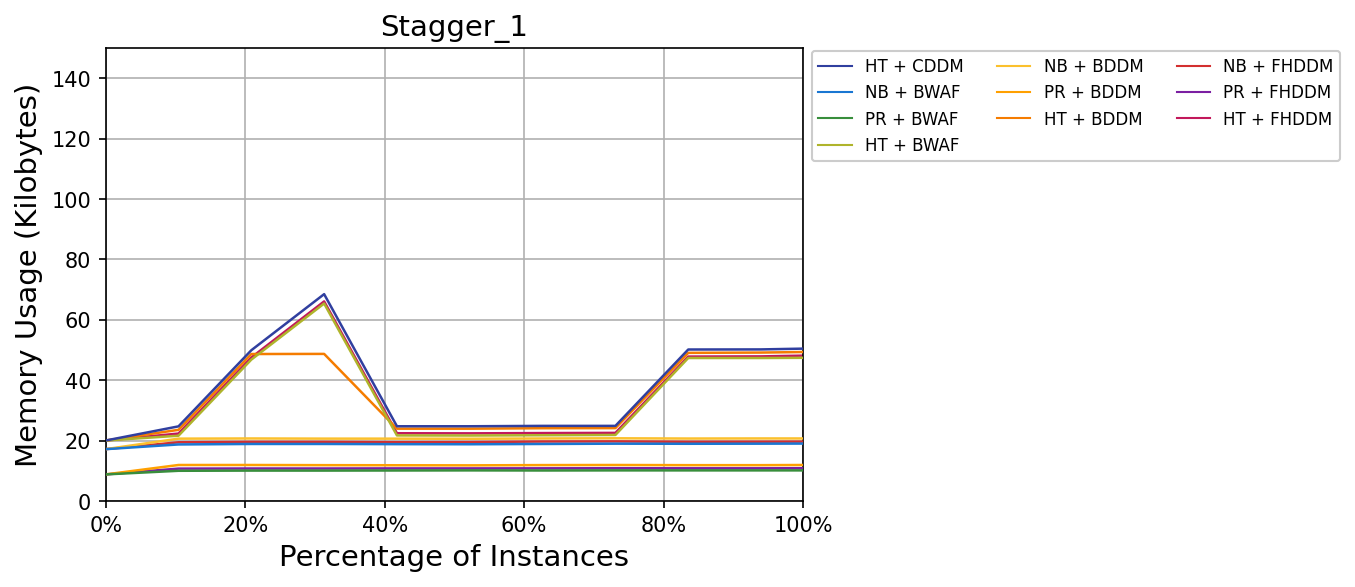 Stagger_1
Memory Usage (Kilobytes)
140
120
100
80
60
40
20
0
0% 20% 40% 60% 80% 100%
Percentage of Instances
HT + CDDM
NB + BWAF
PR + BWAF
HT + BWAF
NB + BDDM
PR + BDDM
HT + BDDM
NB + FHDDM
PR + FHDDM
HT + FHDDM